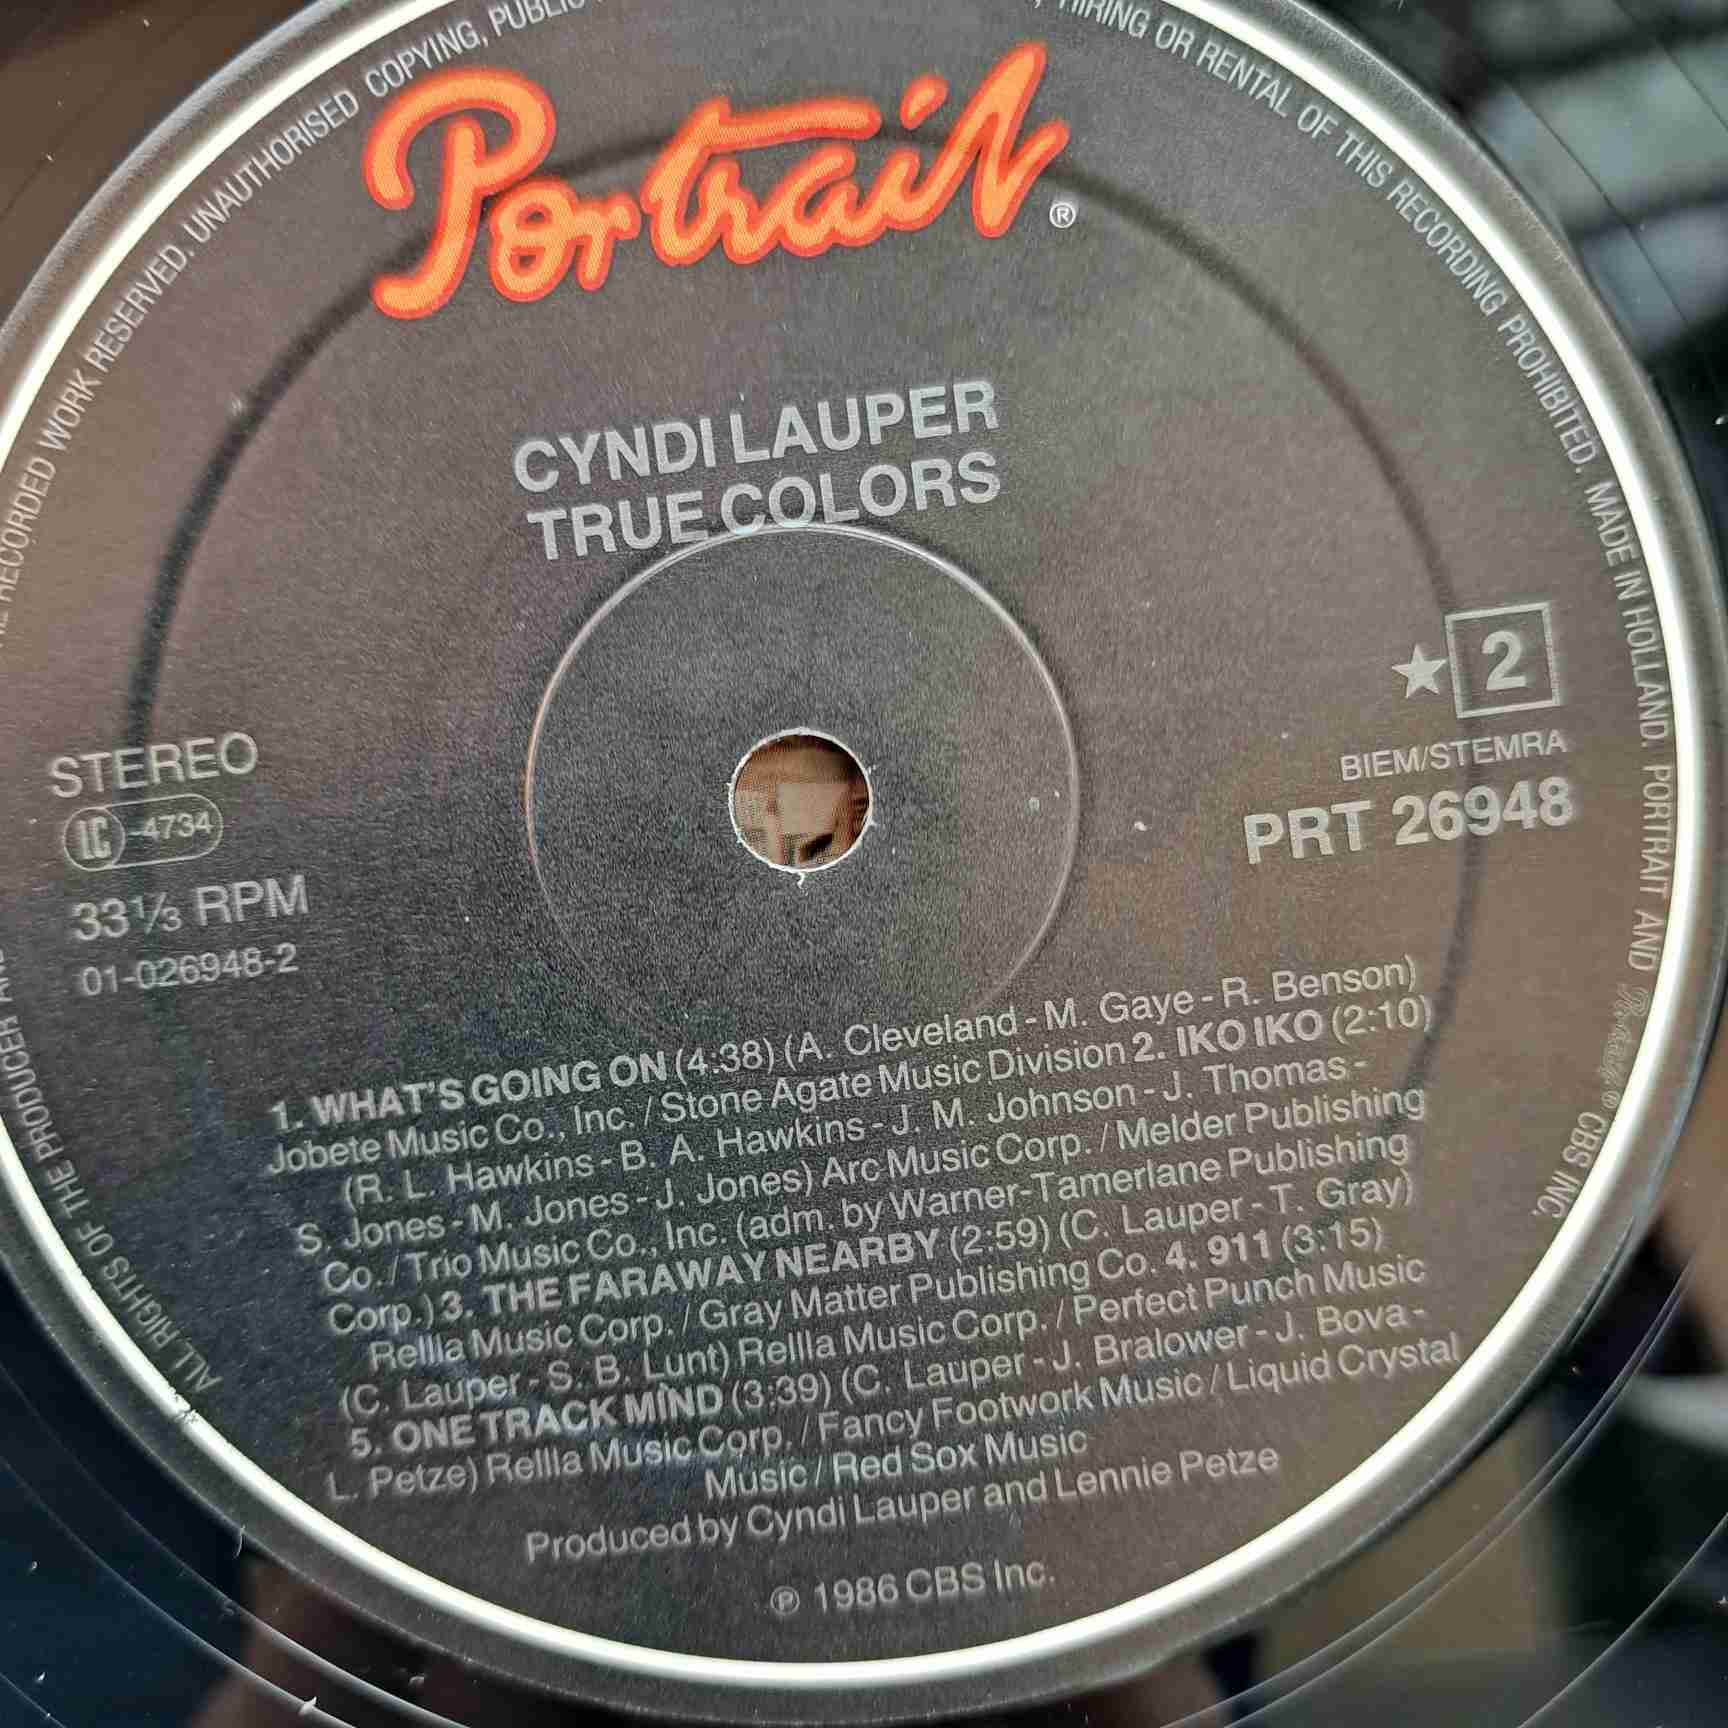 Portrait ®
CYNDI LAUPER
TRUE COLORS
STEREO
LC -4734
33⅓ RPM
01-026948-2
★ 2
BIEM/STEMRA
PRT 26948
1. WHAT'S GOING ON (4:38) (A. Cleveland - M. Gaye - R. Benson)
Jobete Music Co., Inc. / Stone Agate Music Division 2. IKO IKO (2:10)
(R. L. Hawkins - B. A. Hawkins - J. M. Johnson - J. Thomas -
S. Jones - M. Jones - J. Jones) Arc Music Corp. / Melder Publishing
Co. / Trio Music Co., Inc. (adm. by Warner-Tamerlane Publishing
Corp.) 3. THE FARAWAY NEARBY (2:59) (C. Lauper - T. Gray)
Rellla Music Corp. / Gray Matter Publishing Co. 4. 911 (3:15)
(C. Lauper - S. B. Lunt) Rellla Music Corp. / Perfect Punch Music
5. ONE TRACK MIND (3:39) (C. Lauper - J. Bralower - J. Bova -
L. Petze) Rellla Music Corp. / Fancy Footwork Music / Liquid Crystal
Music / Red Sox Music
Produced by Cyndi Lauper and Lennie Petze
℗ 1986 CBS Inc.
ALL RIGHTS OF THE PRODUCER RECORDED WORK RESERVED. UNAUTHORISED COPYING, PUBLIC HIRING OR RENTAL OF THIS RECORDING PROHIBITED. MADE IN HOLLAND. PORTRAIT AND Portrait ® CBS INC.